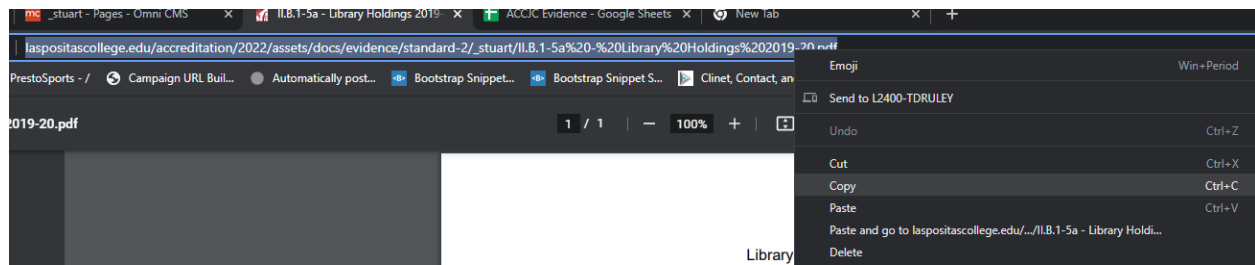 mc _stuart - Pages - Omni CMS X II.B.1-5a - Library Holdings 2019- X ACCJC Evidence - Google Sheets X New Tab X +
laspositascollege.edu/accreditation/2022/assets/docs/evidence/standard-2/_stuart/II.B.1-5a%20-%20Library%20Holdings%202019-20.pdf
PrestoSports - / Campaign URL Buil... Automatically post... <B> Bootstrap Snippet... <B> Bootstrap Snippet S... Clinet, Contact, an
2019-20.pdf 1 / 1 | — 100% + |
Library
Emoji Win+Period
Send to L2400-TDRULEY
Undo Ctrl+Z
Cut Ctrl+X
Copy Ctrl+C
Paste Ctrl+V
Paste and go to laspositascollege.edu/.../II.B.1-5a - Library Holdi...
Delete